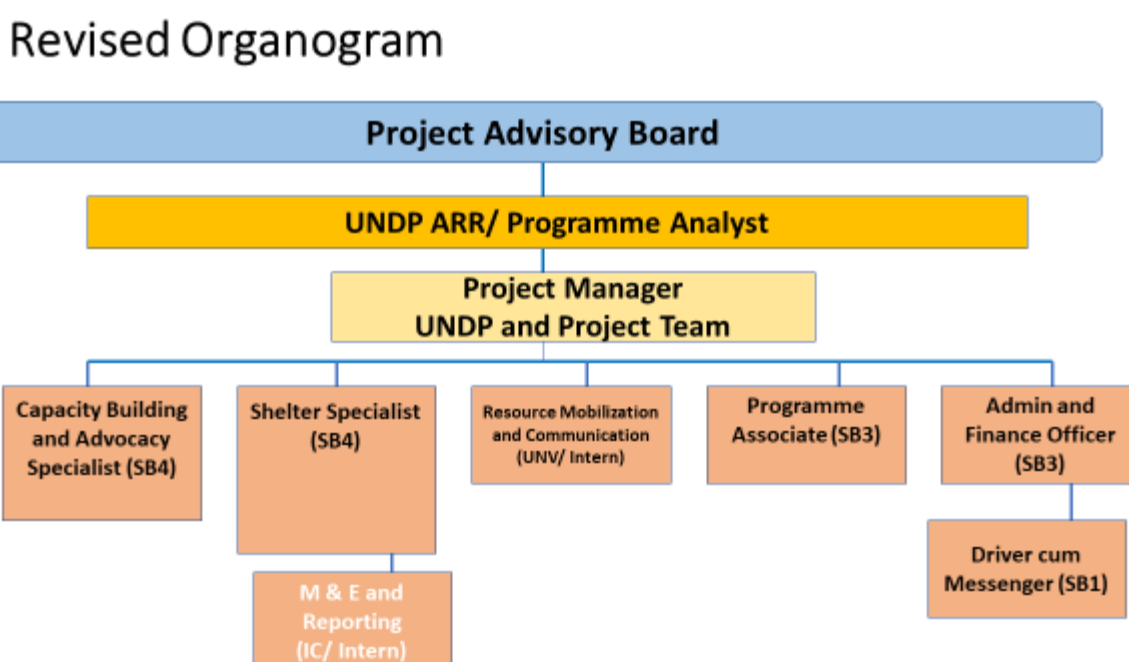 Revised Organogram
Project Advisory Board
UNDP ARR/ Programme Analyst
Project Manager
UNDP and Project Team
Capacity Building
and Advocacy
Specialist (SB4)
Shelter Specialist
(SB4)
Resource Mobilization
and Communication
(UNV/ Intern)
Programme
Associate (SB3)
Admin and
Finance Officer
(SB3)
M & E and
Reporting
(IC/ Intern)
Driver cum
Messenger (SB1)